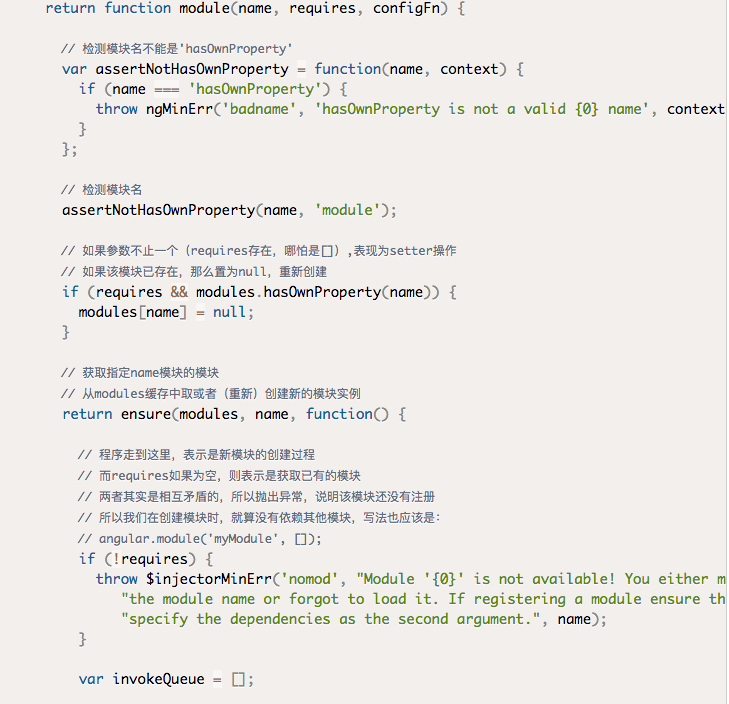 return function module(name, requires, configFn) {
// 检测模块名不能是'hasOwnProperty'
var assertNotHasOwnProperty = function(name, context) {
if (name === 'hasOwnProperty') {
throw ngMinErr('badname', 'hasOwnProperty is not a valid {0} name', context
}
};
// 检测模块名
assertNotHasOwnProperty(name, 'module');
// 如果参数不止一个（requires存在，哪怕是[]）,表现为setter操作
// 如果该模块已存在，那么置为null，重新创建
if (requires && modules.hasOwnProperty(name)) {
modules[name] = null;
}
// 获取指定name模块的模块
// 从modules缓存中取或者（重新）创建新的模块实例
return ensure(modules, name, function() {
// 程序走到这里，表示是新模块的创建过程
// 而requires如果为空，则表示是获取已有的模块
// 两者其实是相互矛盾的，所以抛出异常，说明该模块还没有注册
// 所以我们在创建模块时，就算没有依赖其他模块，写法也应该是：
// angular.module('myModule', []);
if (!requires) {
throw $injectorMinErr('nomod', "Module '{0}' is not available! You either m
"the module name or forgot to load it. If registering a module ensure th
"specify the dependencies as the second argument.", name);
}
var invokeQueue = [];